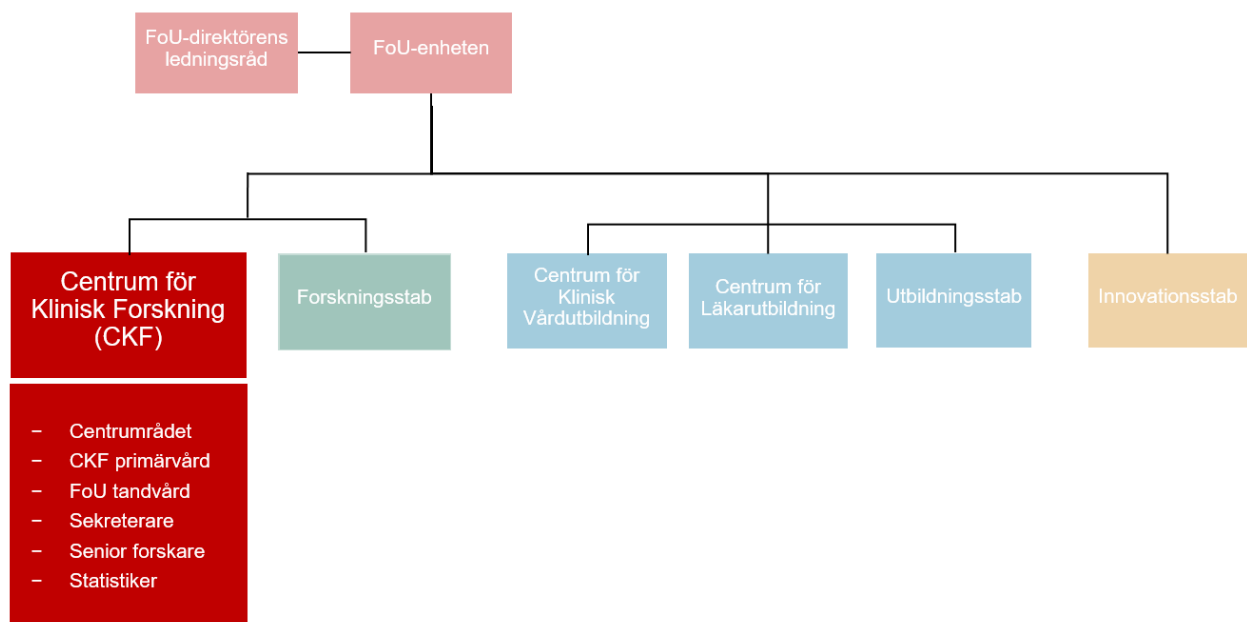 FoU-direktörens
ledningsråd
FoU-enheten
Centrum för
Klinisk Forskning
(CKF)
Forskningsstab
Centrum för
Klinisk
Vårdutbildning
Centrum för
Läkarutbildning
Utbildningsstab
Innovationsstab
– Centrumrådet
– CKF primärvård
– FoU tandvård
– Sekreterare
– Senior forskare
– Statistiker